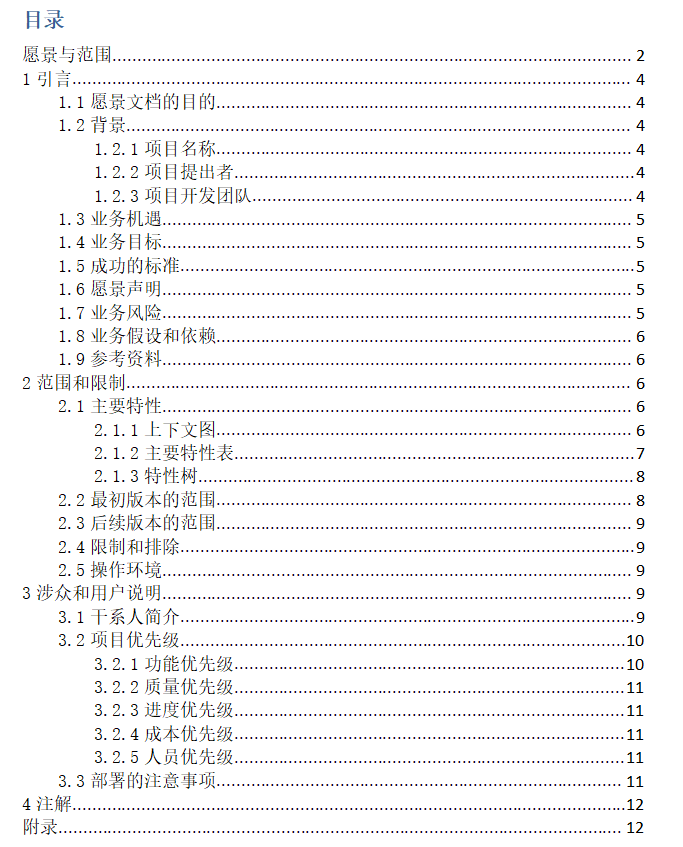 目录
愿景与范围........................................ 2
1 引言........................................ 4
1.1 愿景文档的目的........................................ 4
1.2 背景........................................ 4
1.2.1 项目名称........................................ 4
1.2.2 项目提出者........................................ 4
1.2.3 项目开发团队........................................ 4
1.3 业务机遇........................................ 5
1.4 业务目标........................................ 5
1.5 成功的标准........................................ 5
1.6 愿景声明........................................ 5
1.7 业务风险........................................ 5
1.8 业务假设和依赖........................................ 6
1.9 参考资料........................................ 6
2 范围和限制........................................ 6
2.1 主要特性........................................ 6
2.1.1 上下文图........................................ 6
2.1.2 主要特性表........................................ 7
2.1.3 特性树........................................ 8
2.2 最初版本的范围........................................ 8
2.3 后续版本的范围........................................ 9
2.4 限制和排除........................................ 9
2.5 操作环境........................................ 9
3 涉众和用户说明........................................ 9
3.1 干系人简介........................................ 9
3.2 项目优先级........................................ 10
3.2.1 功能优先级........................................ 10
3.2.2 质量优先级........................................ 11
3.2.3 进度优先级........................................ 11
3.2.4 成本优先级........................................ 11
3.2.5 人员优先级........................................ 11
3.3 部署的注意事项........................................ 11
4 注解........................................ 12
附录........................................ 12